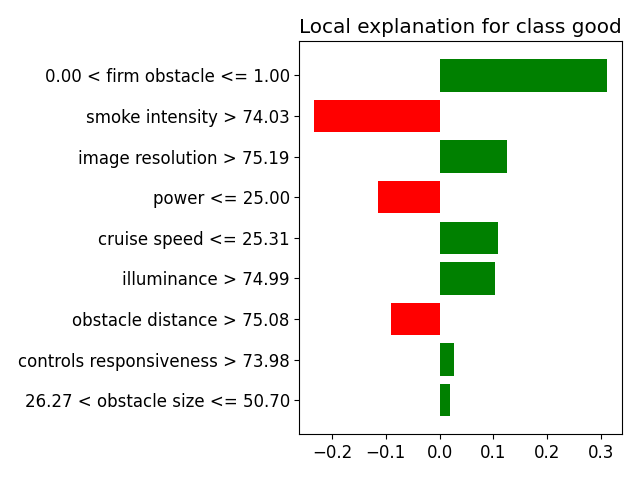 Local explanation for class good
0.00 < firm obstacle <= 1.00
smoke intensity > 74.03
image resolution > 75.19
power <= 25.00
cruise speed <= 25.31
illuminance > 74.99
obstacle distance > 75.08
controls responsiveness > 73.98
26.27 < obstacle size <= 50.70
−0.2 −0.1 0.0 0.1 0.2 0.3